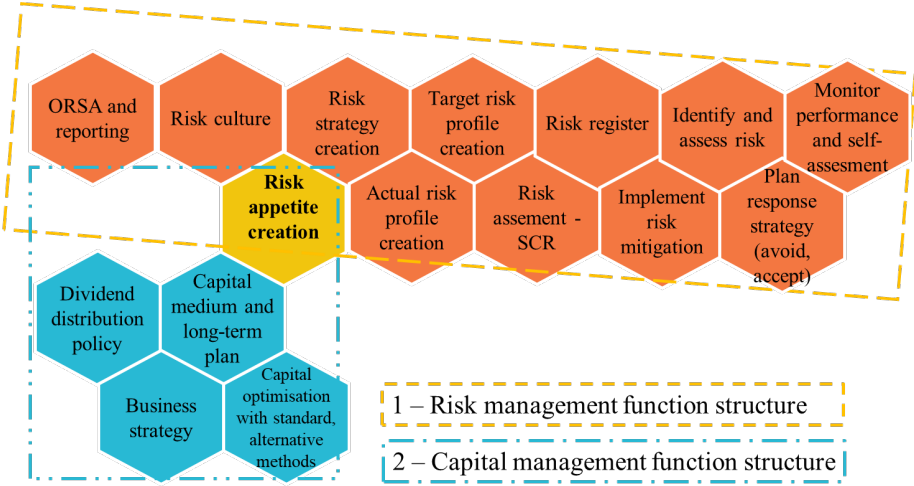 ORSA and
reporting
Risk culture
Risk
strategy
creation
Target risk
profile
creation
Risk register
Identify and
assess risk
Monitor
performance
and self-
assesment
Risk
appetite
creation
Actual risk
profile
creation
Risk
assement -
SCR
Implement
risk
mitigation
Plan
response
strategy
(avoid,
accept)
Dividend
distribution
policy
Capital
medium and
long-term
plan
Business
strategy
Capital
optimisation
with standard,
alternative
methods
1 – Risk management function structure
2 – Capital management function structure